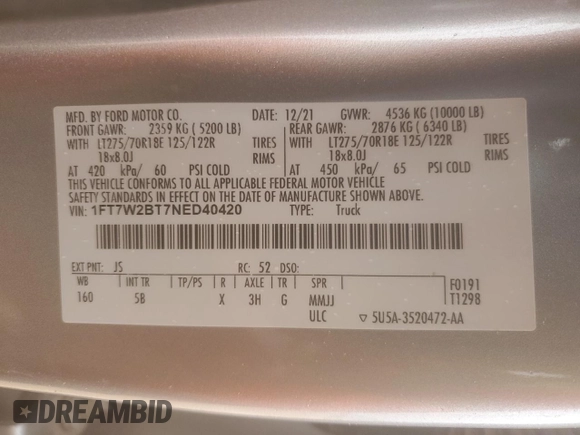 MFD. BY FORD MOTOR CO. DATE: 12/21 GVWR: 4536 KG (10000 LB)
FRONT GAWR: 2359 KG ( 5200 LB) REAR GAWR: 2876 KG ( 6340 LB)
WITH LT275/70R18E 125/122R TIRES WITH LT275/70R18E 125/122R TIRES
18x8.0J RIMS 18x8.0J RIMS
AT 420 kPa/ 60 PSI COLD AT 450 kPa/ 65 PSI COLD
THIS VEHICLE CONFORMS TO ALL APPLICABLE FEDERAL MOTOR VEHICLE
SAFETY STANDARDS IN EFFECT ON THE DATE OF MANUFACTURE SHOWN ABOVE.
VIN: 1FT7W2BT7NED40420 TYPE: Truck
EXT PNT: JS RC: 52 DSO:
WB INT TR TP/PS R AXLE TR SPR F0191
160 5B X 3H G MMJJ T1298
ULC ▽ 5U5A-3520472-AA
DREAMBID